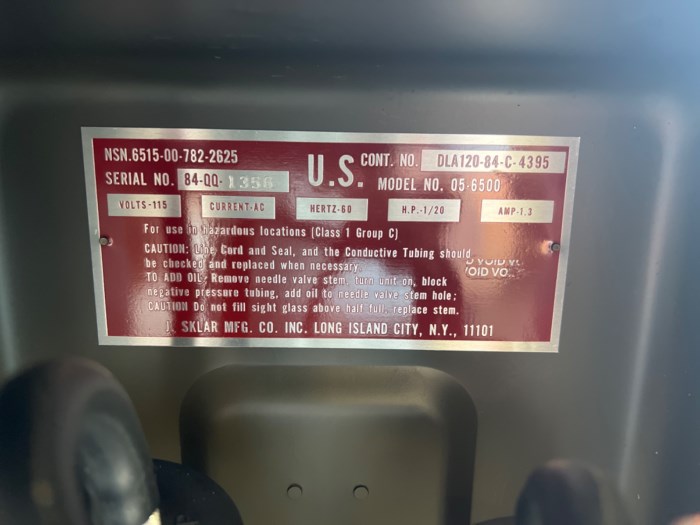 NSN.6515-00-782-2625
U.S. CONT. NO. DLA120-84-C-4395
SERIAL NO. 84-QQ-1356
MODEL NO. 05-6500
VOLTS-115 CURRENT-AC HERTZ-60 H.P.-1/20 AMP-1.3
For use in hazardous locations (Class 1 Group C)
CAUTION: Line Cord and Seal, and the Conductive Tubing should
be checked and replaced when necessary.
TO ADD OIL: Remove needle valve stem, turn unit on, block
negative pressure tubing, add oil to needle valve stem hole;
CAUTION Do not fill sight glass above half full, replace stem.
J. SKLAR MFG. CO. INC. LONG ISLAND CITY, N.Y., 11101
VOID
VOID